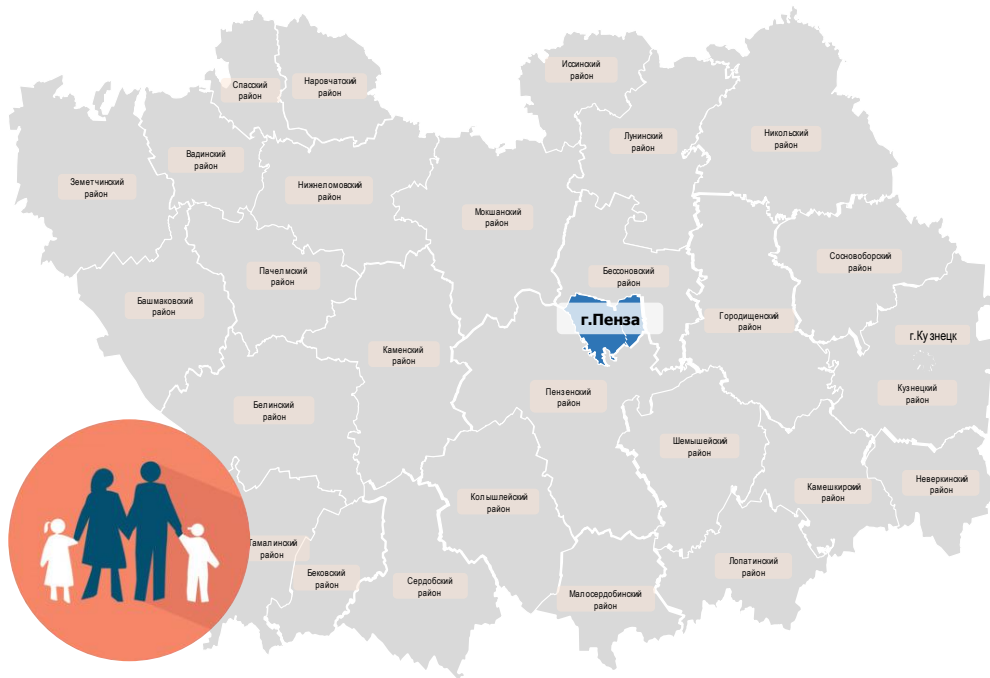 Иссинский
район
Спасский
район
Наровчатский
район
Лунинский
район
Никольский
район
Вадинский
район
Земетчинский
район
Нижнеломовский
район
Мокшанский
район
Сосновоборский
район
Пачелмский
район
Бессоновский
район
Башмаковский
район
г.Пенза
Городищенский
район
г.Кузнецк
Каменский
район
Пензенский
район
Кузнецкий
район
Белинский
район
Шемышейский
район
Неверкинский
район
Камешкирский
район
Колышлейский
район
Тамалинский
район
Лопатинский
район
Бековский
район
Сердобский
район
Малосердобинский
район